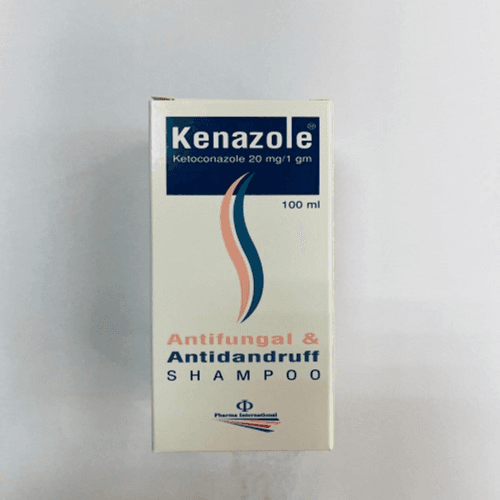 Kenazole®
Ketoconazole 20 mg/1 gm
100 ml
Antifungal &
Antidandruff
SHAMPOO
Pharma International